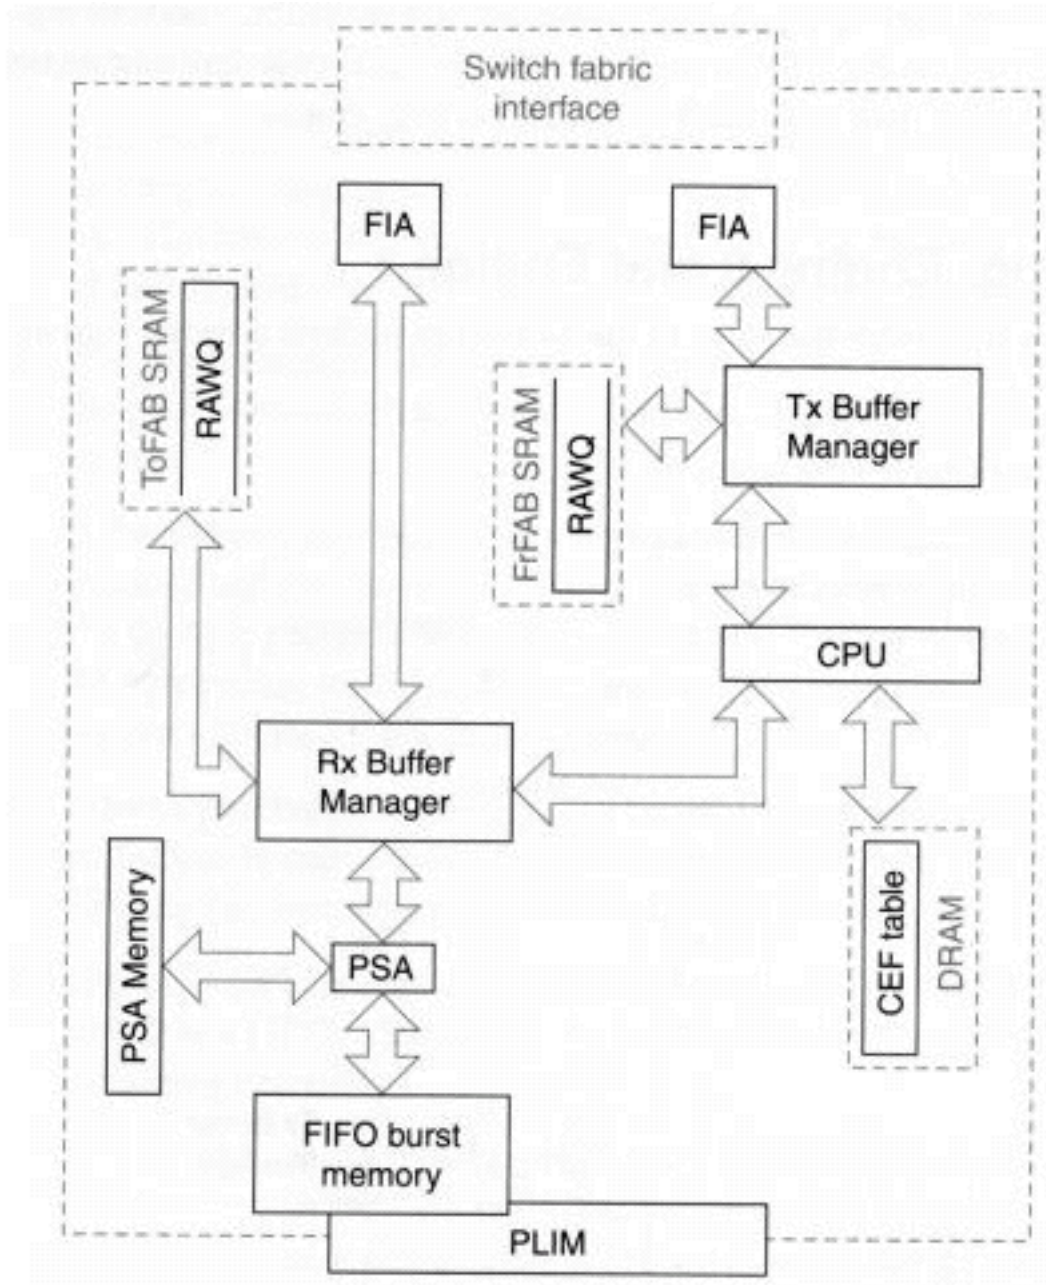 Switch fabric
interface
FIA
FIA
ToFAB SRAM
RAWQ
FrFAB SRAM
RAWQ
Tx Buffer
Manager
CPU
Rx Buffer
Manager
PSA Memory
PSA
CEF table
DRAM
FIFO burst
memory
PLIM